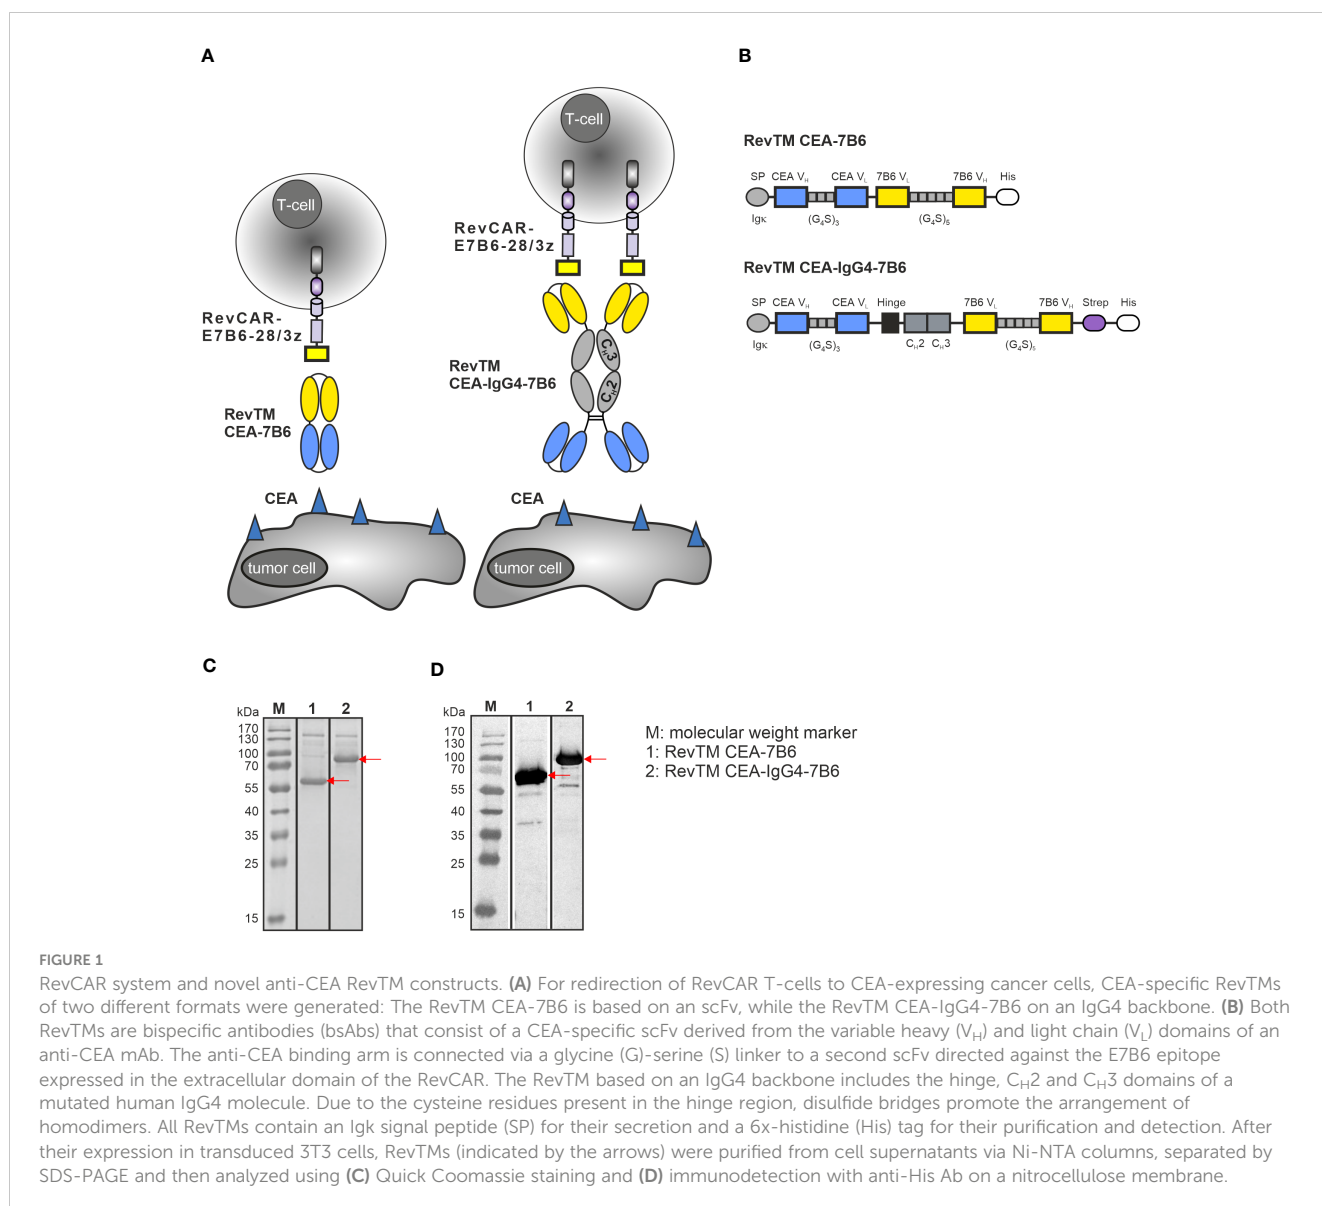 A
T-cell
RevCAR-
E7B6-28/3z
RevTM
CEA-7B6
CEA
tumor cell
T-cell
RevCAR-
E7B6-28/3z
RevTM
CEA-IgG4-7B6
CH3
CH2
CEA
tumor cell
B
RevTM CEA-7B6
SP CEA VH CEA VL 7B6 VL 7B6 VH His
Igκ (G4S)3 (G4S)6
RevTM CEA-IgG4-7B6
SP CEA VH CEA VL Hinge 7B6 VL 7B6 VH Strep His
Igκ (G4S)3 CH2 CH3 (G4S)5
C
kDa M 1 2
170
130
100
70
55
40
35
25
15
D
kDa M 1 2
170
130
100
70
55
40
35
25
15
M: molecular weight marker
1: RevTM CEA-7B6
2: RevTM CEA-IgG4-7B6
FIGURE 1
RevCAR system and novel anti-CEA RevTM constructs. (A) For redirection of RevCAR T-cells to CEA-expressing cancer cells, CEA-specific RevTMs
of two different formats were generated: The RevTM CEA-7B6 is based on an scFv, while the RevTM CEA-IgG4-7B6 on an IgG4 backbone. (B) Both
RevTMs are bispecific antibodies (bsAbs) that consist of a CEA-specific scFv derived from the variable heavy (VH) and light chain (VL) domains of an
anti-CEA mAb. The anti-CEA binding arm is connected via a glycine (G)-serine (S) linker to a second scFv directed against the E7B6 epitope
expressed in the extracellular domain of the RevCAR. The RevTM based on an IgG4 backbone includes the hinge, CH2 and CH3 domains of a
mutated human IgG4 molecule. Due to the cysteine residues present in the hinge region, disulfide bridges promote the arrangement of
homodimers. All RevTMs contain an Igk signal peptide (SP) for their secretion and a 6x-histidine (His) tag for their purification and detection. After
their expression in transduced 3T3 cells, RevTMs (indicated by the arrows) were purified from cell supernatants via Ni-NTA columns, separated by
SDS-PAGE and then analyzed using (C) Quick Coomassie staining and (D) immunodetection with anti-His Ab on a nitrocellulose membrane.